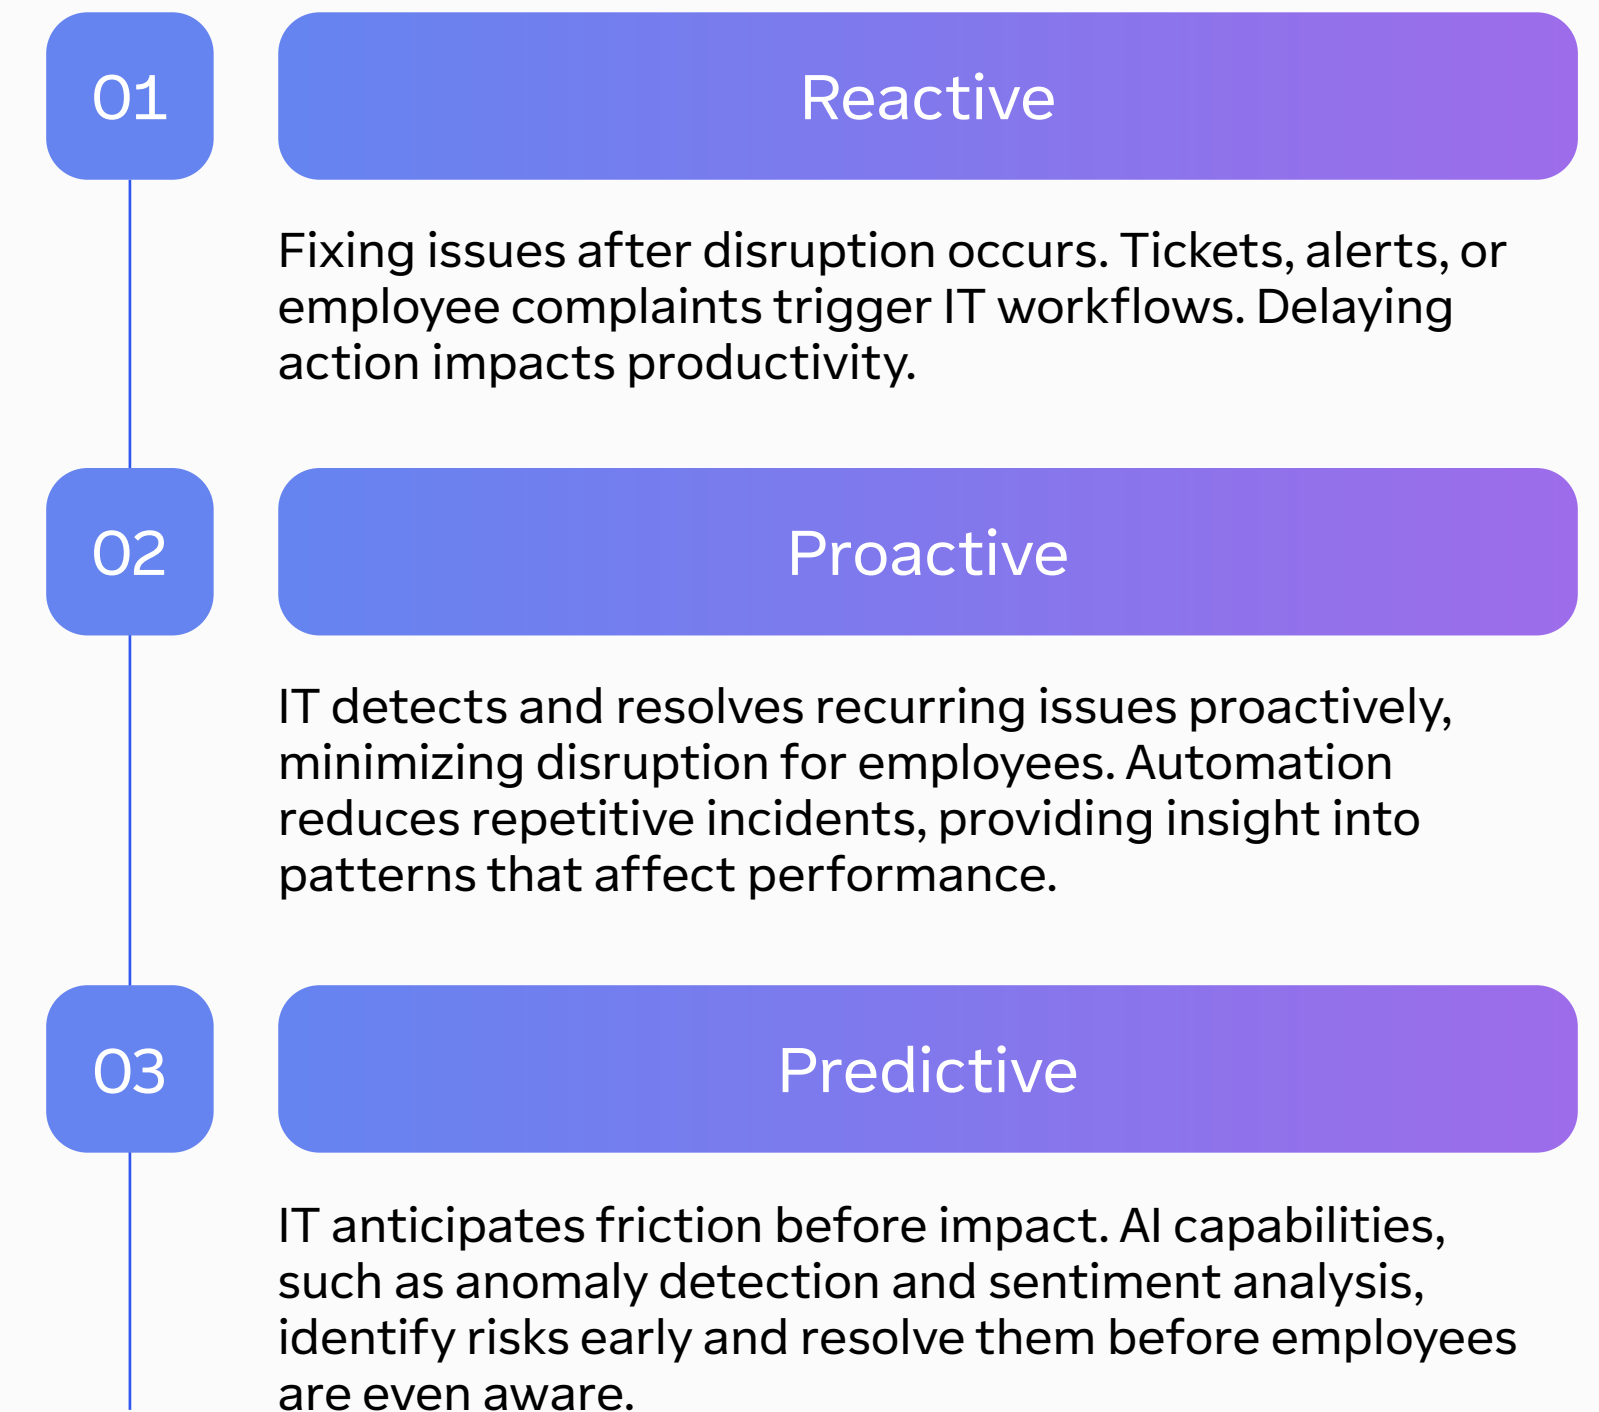 01
Reactive
Fixing issues after disruption occurs. Tickets, alerts, or
employee complaints trigger IT workflows. Delaying
action impacts productivity.
02
Proactive
IT detects and resolves recurring issues proactively,
minimizing disruption for employees. Automation
reduces repetitive incidents, providing insight into
patterns that affect performance.
03
Predictive
IT anticipates friction before impact. AI capabilities,
such as anomaly detection and sentiment analysis,
identify risks early and resolve them before employees
are even aware.